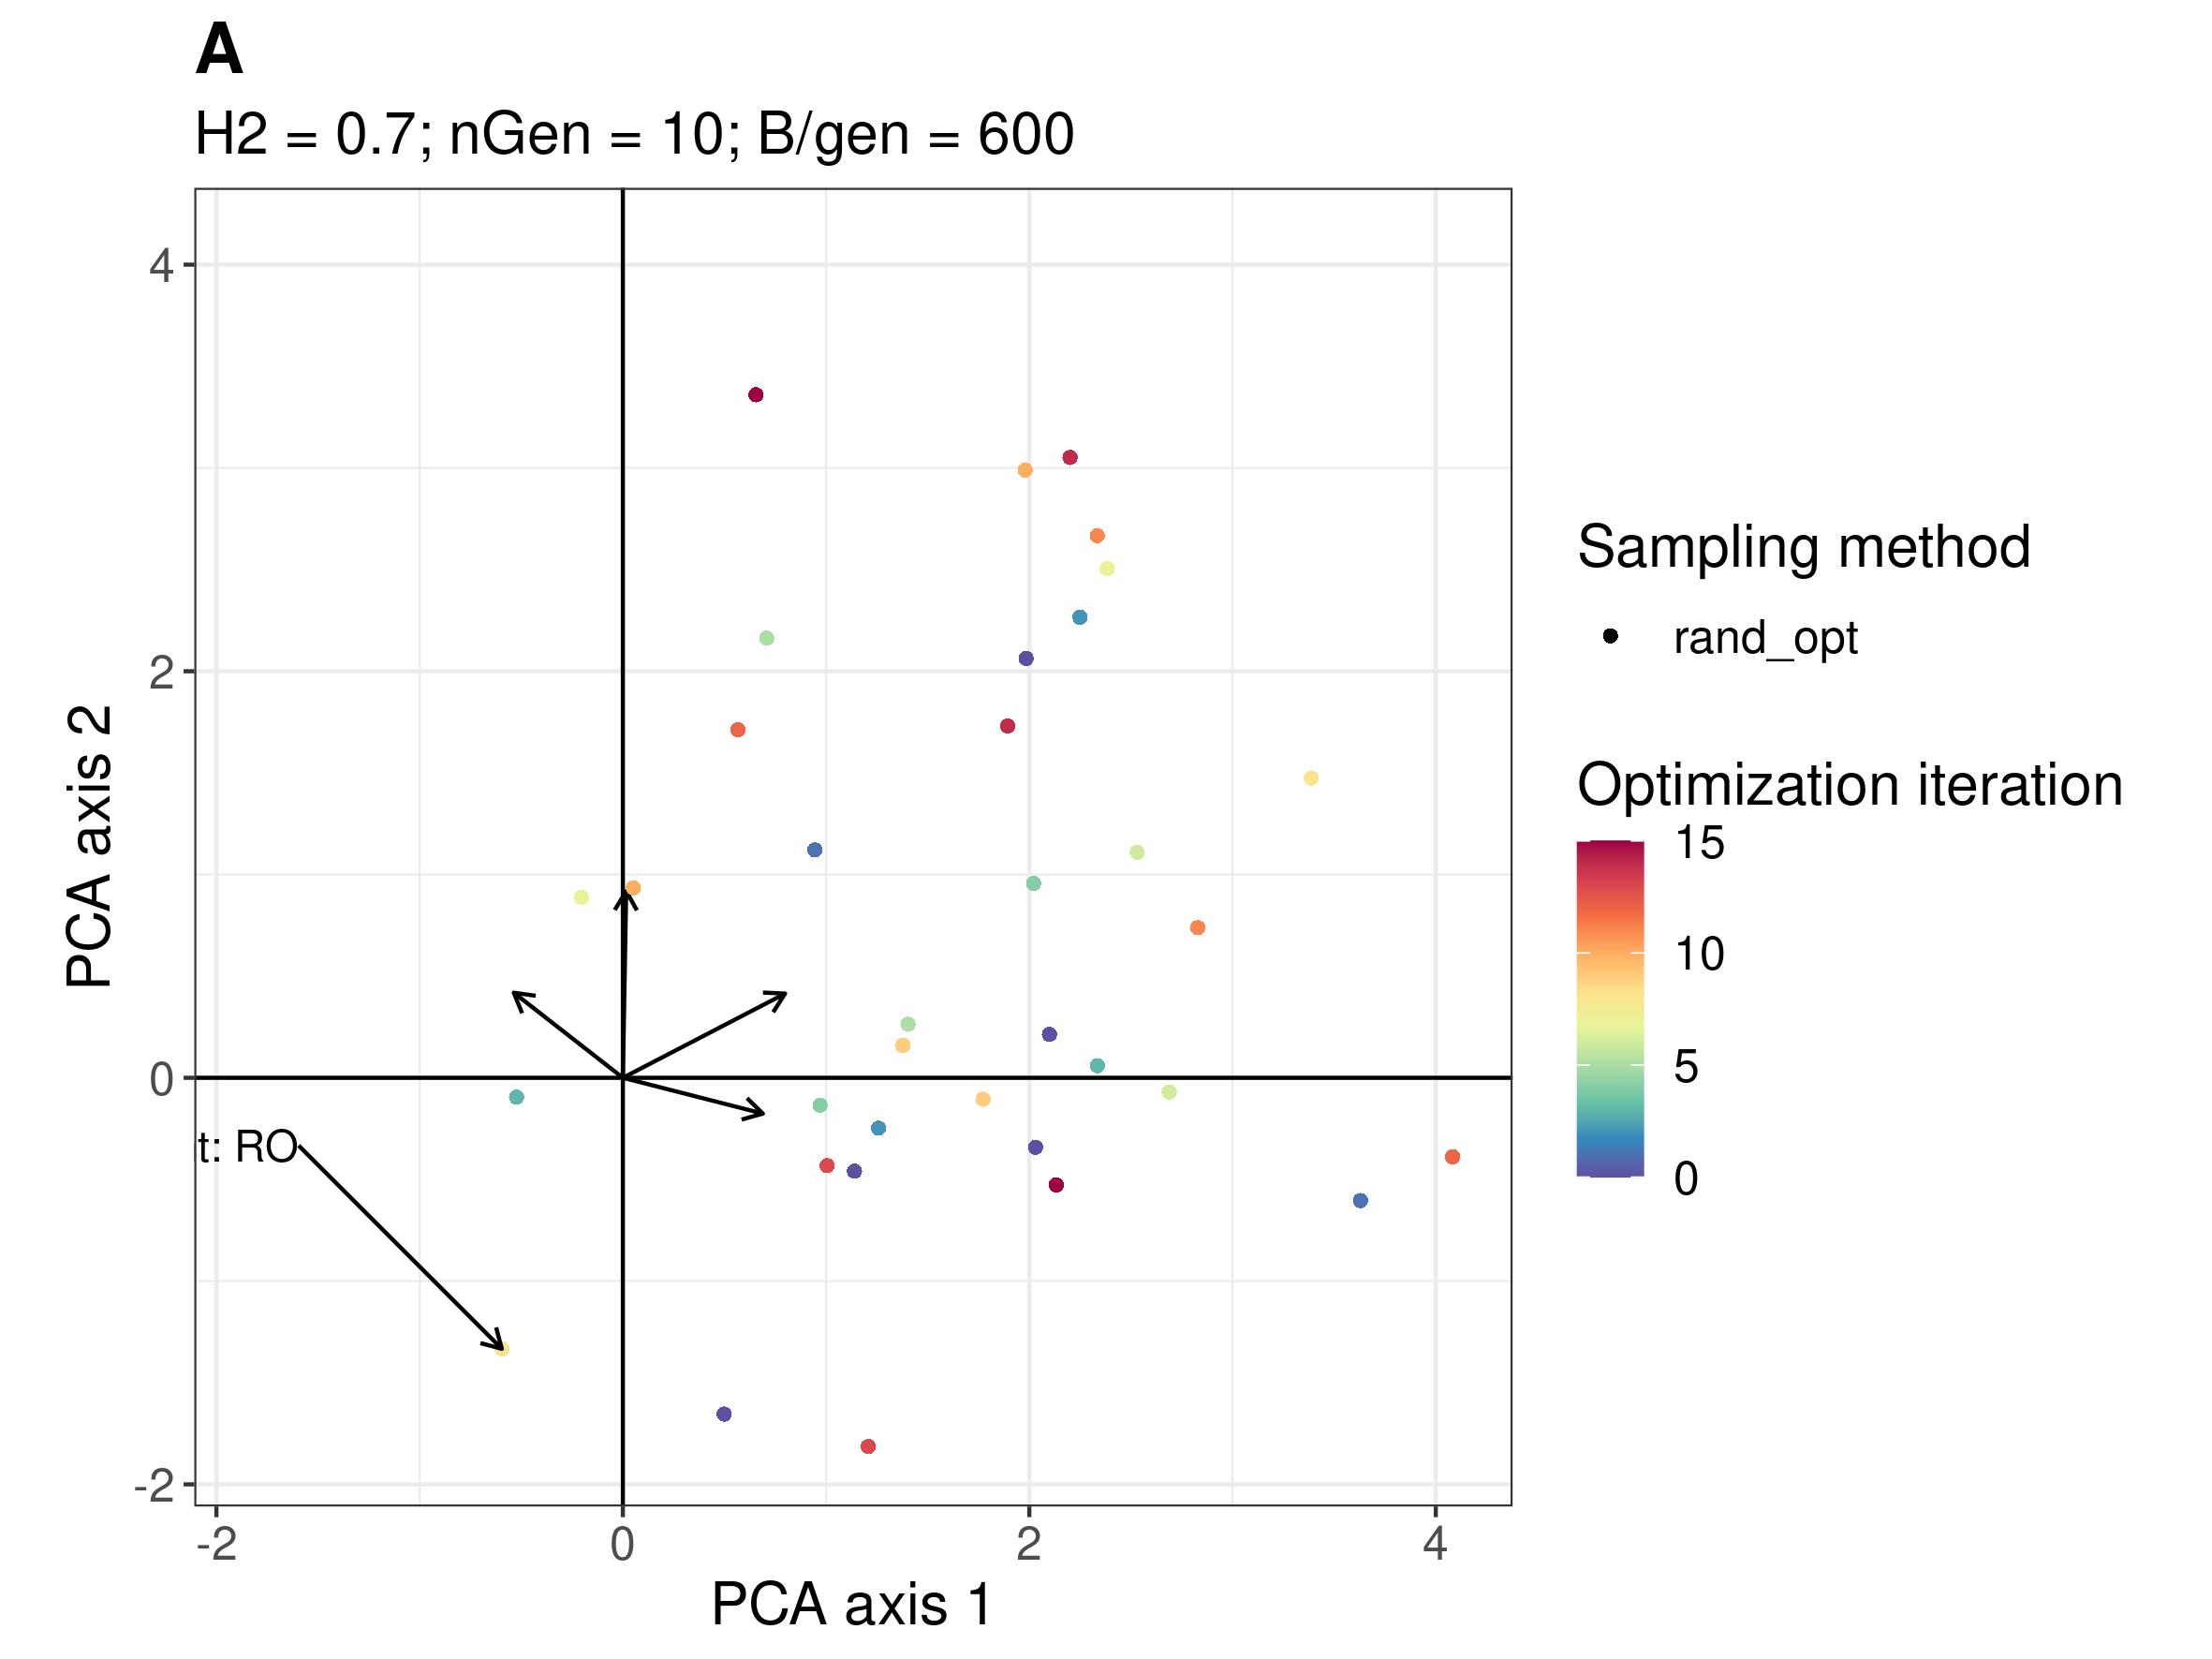 A
H2 = 0.7; nGen = 10; B/gen = 600
4
2
0
-2
-2
0
2
4
PCA axis 2
PCA axis 1
t: RO
Sampling method
rand_opt
Optimization iteration
15
10
5
0